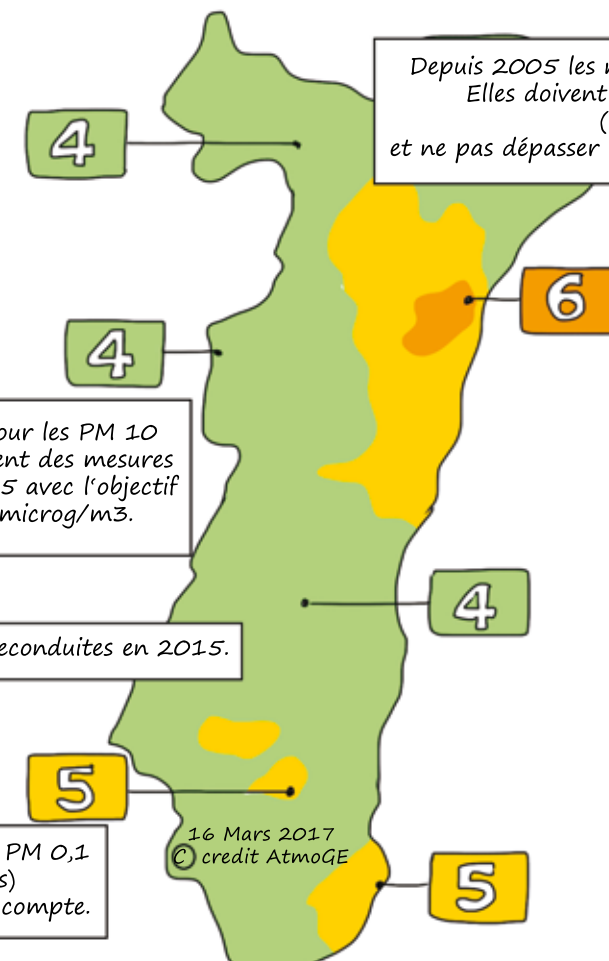 Depuis 2005 les
Elles doivent
(
et ne pas dépasser
4
6
4
our les PM 10
ent des mesures
5 avec l'objectif
microg/m3.
4
econduites en 2015.
5
16 Mars 2017
© credit AtmoGE
PM 0,1
s)
compte.
5